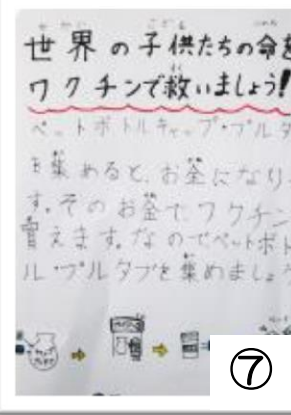 世界の子供たちの命を
ワクチンで救いましょう!
ペットボトルキャップ・プルタ
を集めると、お金になり
す。そのお金でワクチン
買えます。なのでペットボト
ル・プルタブを集めましょう
⑦